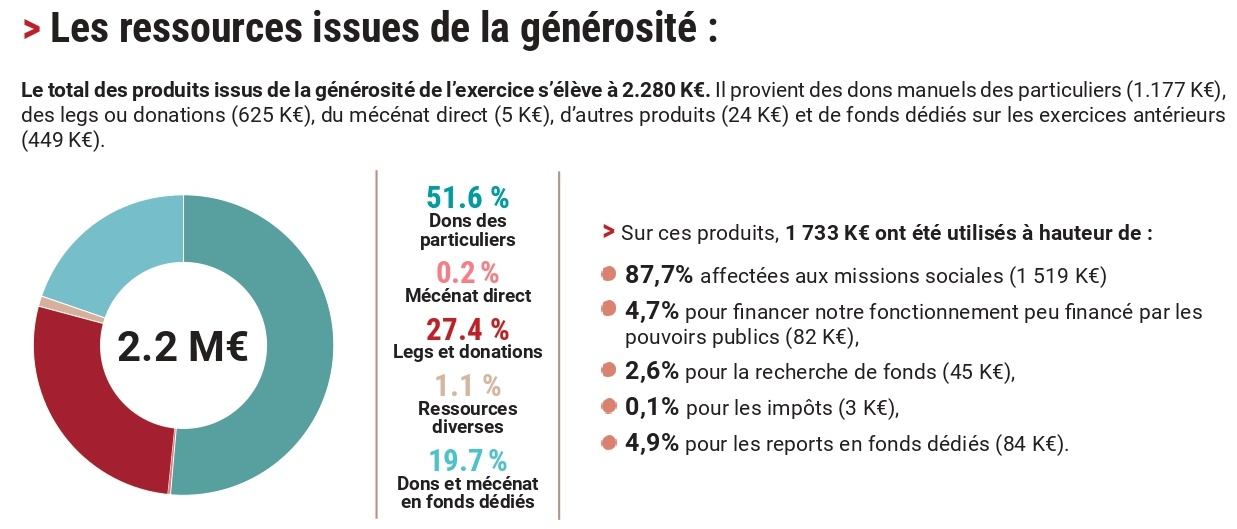 > Les ressources issues de la générosité :
Le total des produits issus de la générosité de l'exercice s'élève à 2.280 K€. Il provient des dons manuels des particuliers (1.177 K€),
des legs ou donations (625 K€), du mécénat direct (5 K€), d'autres produits (24 K€) et de fonds dédiés sur les exercices antérieurs
(449 K€).
2.2 M€
51.6 %
Dons des
particuliers
0.2 %
Mécénat direct
27.4 %
Legs et donations
1.1 %
Ressources
diverses
19.7 %
Dons et mécénat
en fonds dédiés
> Sur ces produits, 1 733 K€ ont été utilisés à hauteur de :
87,7% affectées aux missions sociales (1 519 K€)
4,7% pour financer notre fonctionnement peu financé par les
pouvoirs publics (82 K€),
2,6% pour la recherche de fonds (45 K€),
0,1% pour les impôts (3 K€),
4,9% pour les reports en fonds dédiés (84 K€).